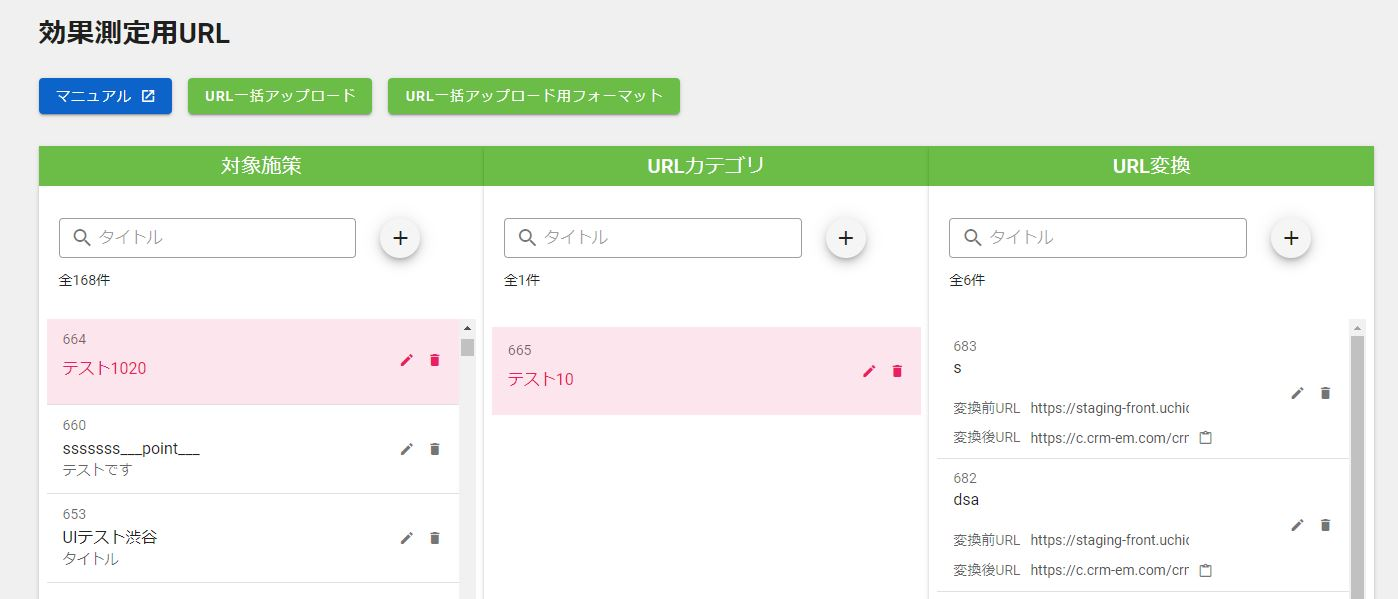 効果測定用URL
マニュアル
URL一括アップロード
URL一括アップロード用フォーマット
対象施策
タイトル
全168件
664
テスト1020
660
sssssss___point___
テストです
653
UIテスト渋谷
タイトル
URLカテゴリ
タイトル
全1件
665
テスト10
URL変換
タイトル
全6件
683
s
変換前URL https://staging-front.uchic
変換後URL https://c.crm-em.com/crr
682
dsa
変換前URL https://staging-front.uchic
変換後URL https://c.crm-em.com/crr